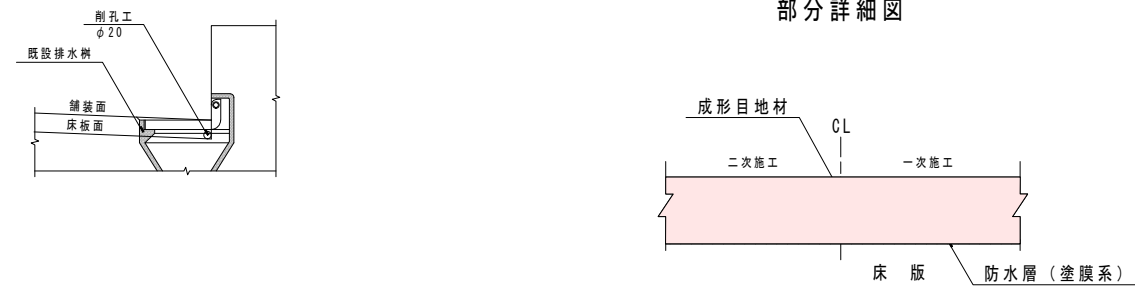 削孔工
φ20
既設排水桝
舗装面
床板面
部分詳細図
成形目地材
CL
二次施工
一次施工
床 版
防水層（塗膜系）